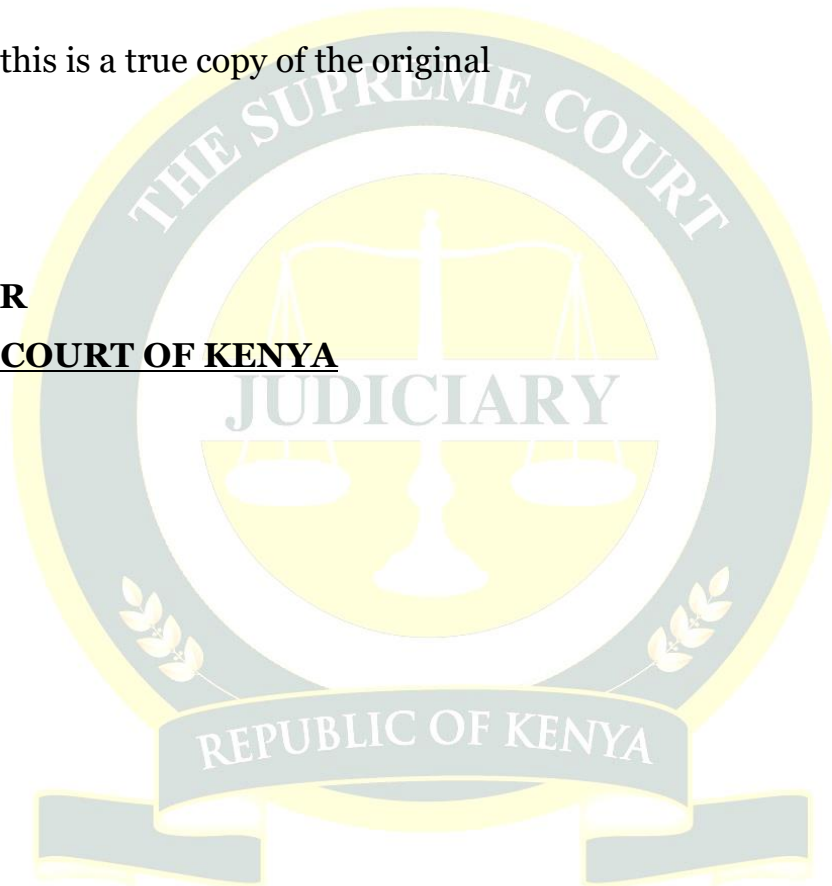 this is a true copy of the original
THE SUPREME COURT
R
COURT OF KENYA
JUDICIARY
REPUBLIC OF KENYA